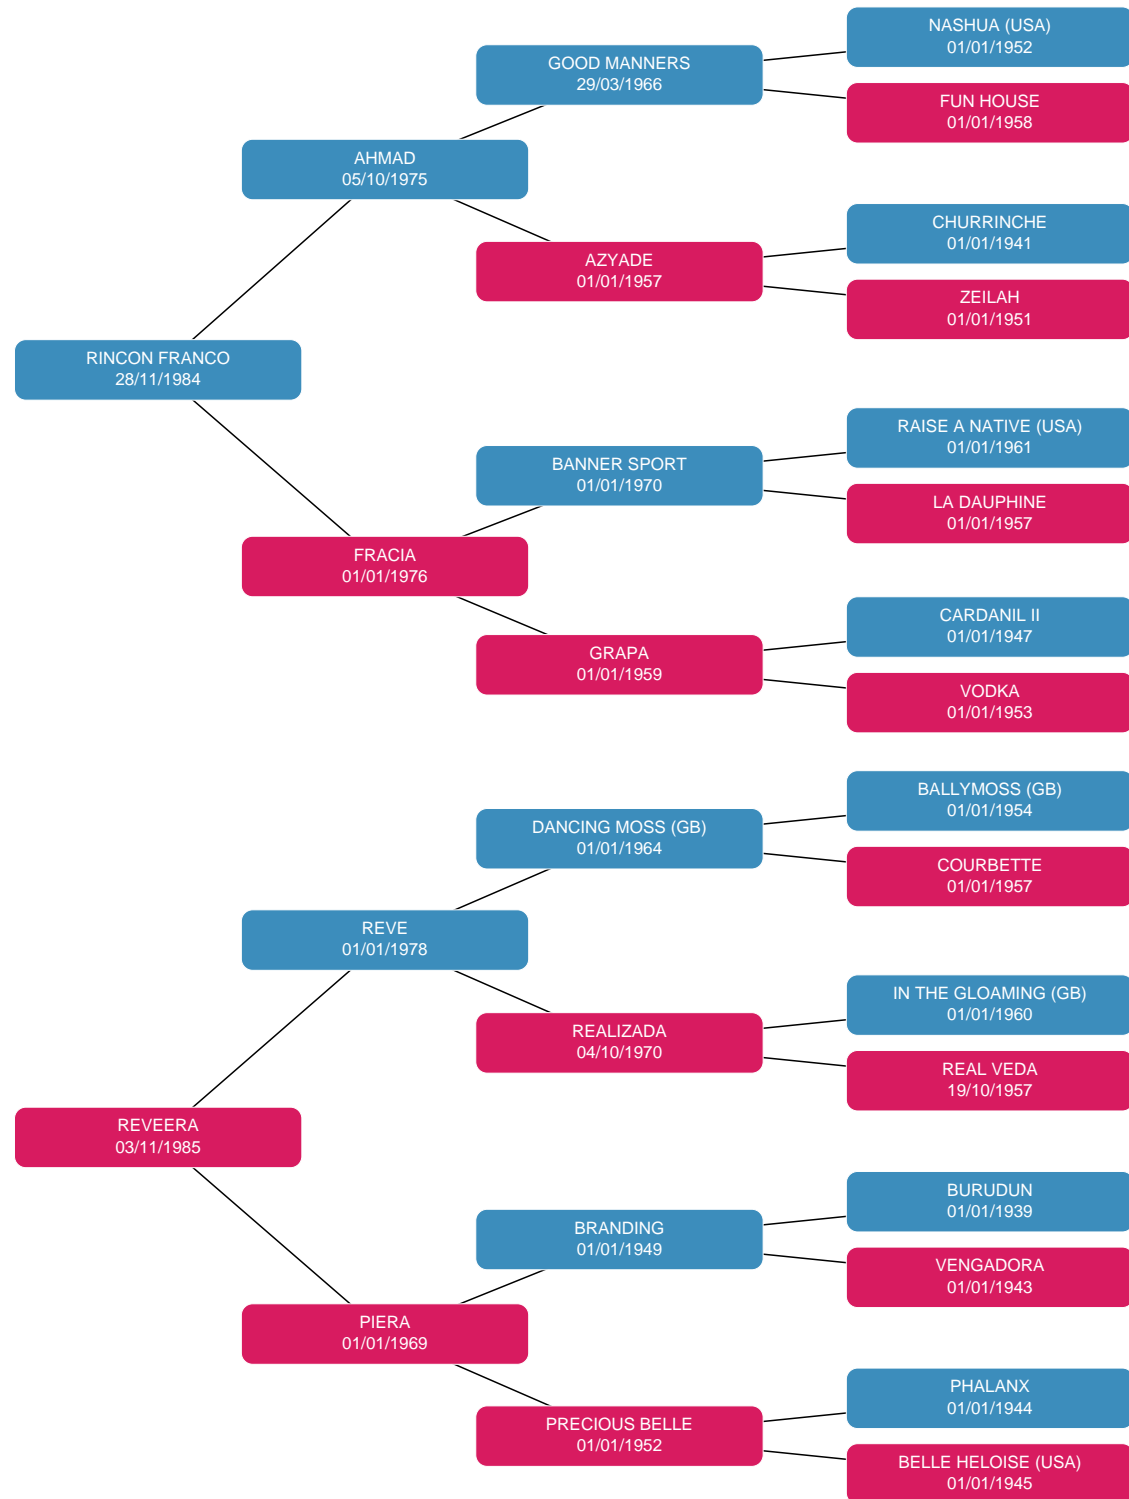 NASHUA (USA)
01/01/1952
GOOD MANNERS
29/03/1966
FUN HOUSE
01/01/1958
AHMAD
05/10/1975
CHURRINCHE
01/01/1941
AZYADE
01/01/1957
ZEILAH
01/01/1951
RINCON FRANCO
28/11/1984
RAISE A NATIVE (USA)
01/01/1961
BANNER SPORT
01/01/1970
LA DAUPHINE
01/01/1957
FRACIA
01/01/1976
CARDANIL II
01/01/1947
GRAPA
01/01/1959
VODKA
01/01/1953
BALLYMOSS (GB)
01/01/1954
DANCING MOSS (GB)
01/01/1964
COURBETTE
01/01/1957
REVE
01/01/1978
IN THE GLOAMING (GB)
01/01/1960
REALIZADA
04/10/1970
REAL VEDA
19/10/1957
REVEERA
03/11/1985
BURUDUN
01/01/1939
BRANDING
01/01/1949
VENGADORA
01/01/1943
PIERA
01/01/1969
PHALANX
01/01/1944
PRECIOUS BELLE
01/01/1952
BELLE HELOISE (USA)
01/01/1945